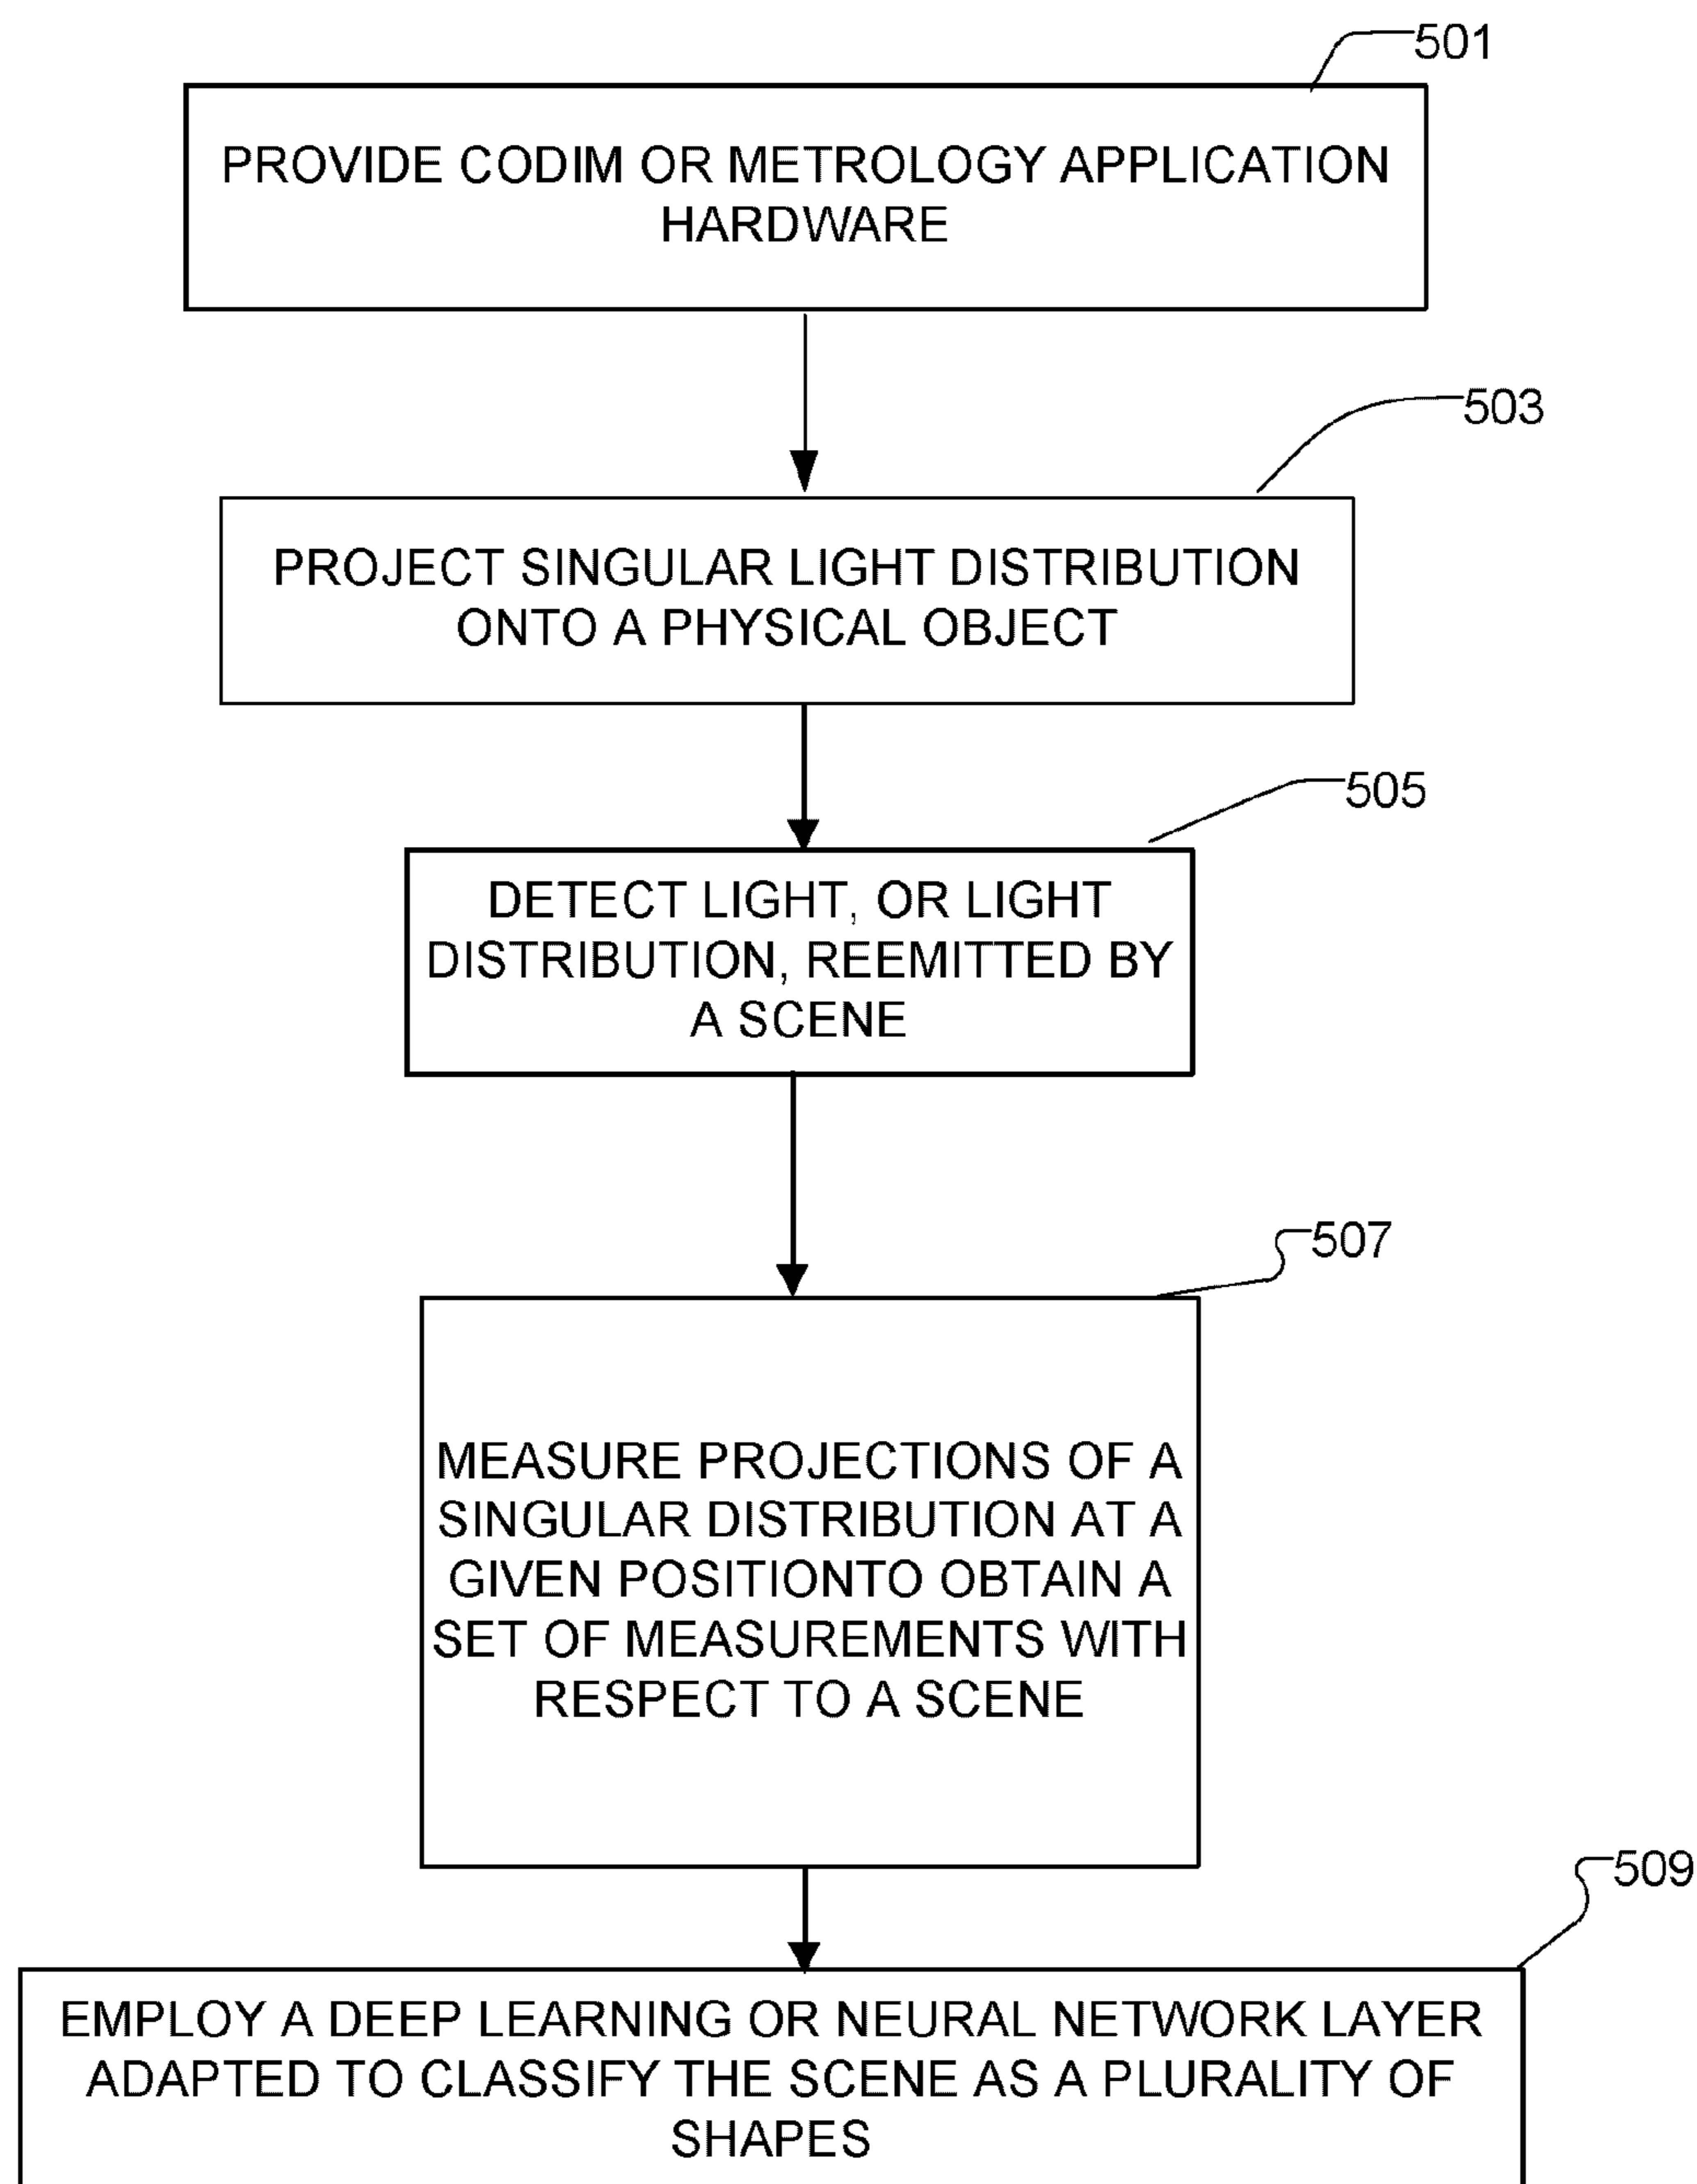 501
PROVIDE CODIM OR METROLOGY APPLICATION
HARDWARE
503
PROJECT SINGULAR LIGHT DISTRIBUTION
ONTO A PHYSICAL OBJECT
505
DETECT LIGHT, OR LIGHT
DISTRIBUTION, REEMITTED BY
A SCENE
507
MEASURE PROJECTIONS OF A
SINGULAR DISTRIBUTION AT A
GIVEN POSITIONTO OBTAIN A
SET OF MEASUREMENTS WITH
RESPECT TO A SCENE
509
EMPLOY A DEEP LEARNING OR NEURAL NETWORK LAYER
ADAPTED TO CLASSIFY THE SCENE AS A PLURALITY OF
SHAPES